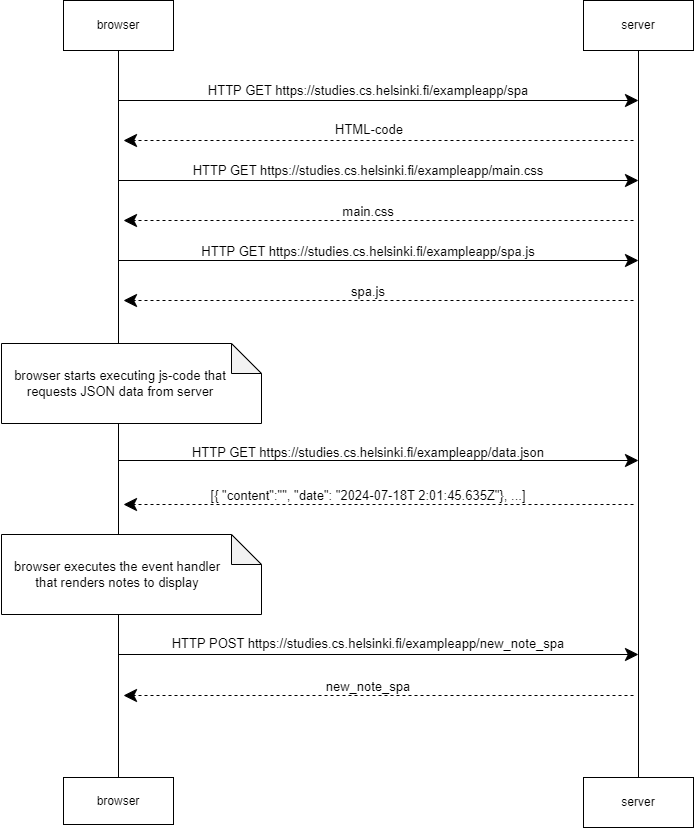 browser
server
HTTP GET https://studies.cs.helsinki.fi/exampleapp/spa
HTML-code
HTTP GET https://studies.cs.helsinki.fi/exampleapp/main.css
main.css
HTTP GET https://studies.cs.helsinki.fi/exampleapp/spa.js
spa.js
browser starts executing js-code that
requests JSON data from server
HTTP GET https://studies.cs.helsinki.fi/exampleapp/data.json
[{ "content":"", "date": "2024-07-18T 2:01:45.635Z"}, ...]
browser executes the event handler
that renders notes to display
HTTP POST https://studies.cs.helsinki.fi/exampleapp/new_note_spa
new_note_spa
browser
server